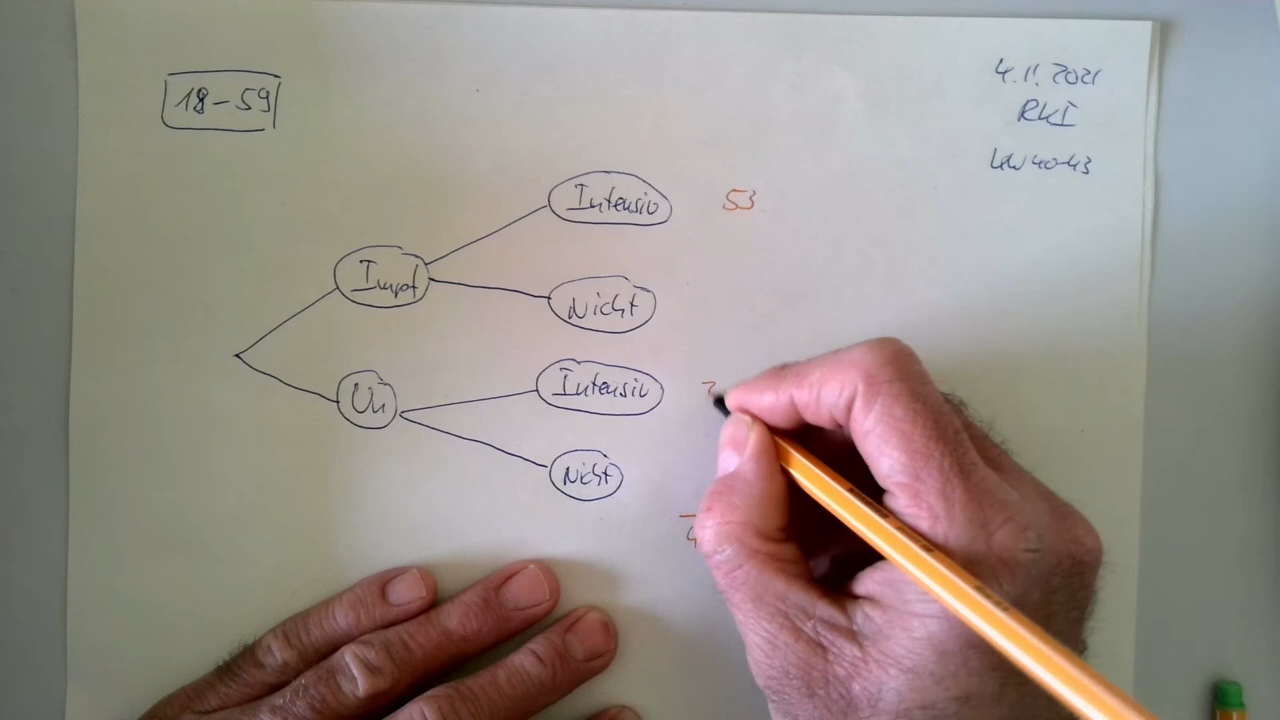 18-59
4.11.2021
RKI
KW 40-43
Intensiv
53
Impf
Nicht
Un
Intensiv
Nicht